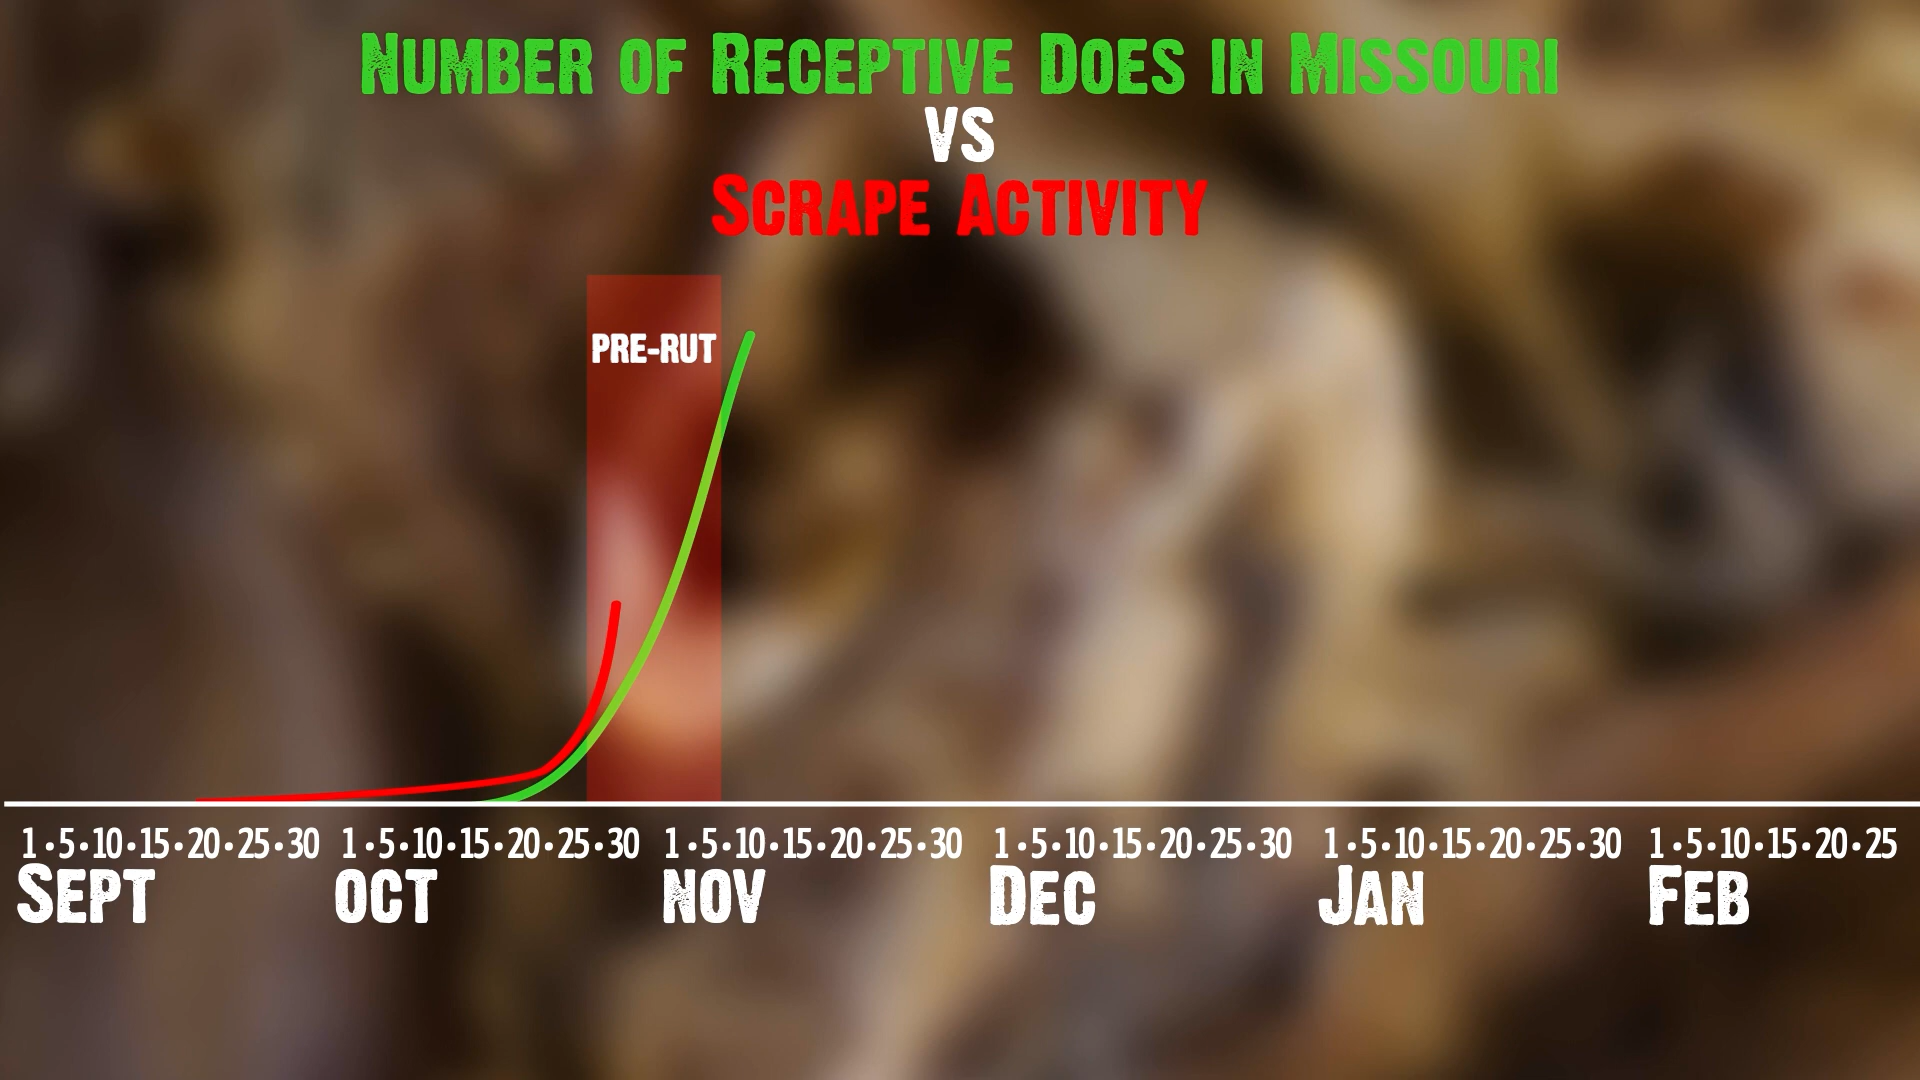 Number of Receptive Does in Missouri
vs
Scrape Activity
PRE-RUT
1·5·10·15·20·25·30 1·5·10·15·20·25·30 1·5·10·15·20·25·30 1·5·10·15·20·25·30 1·5·10·15·20·25·30 1·5·10·15·20·25
Sept oct nov Dec Jan Feb